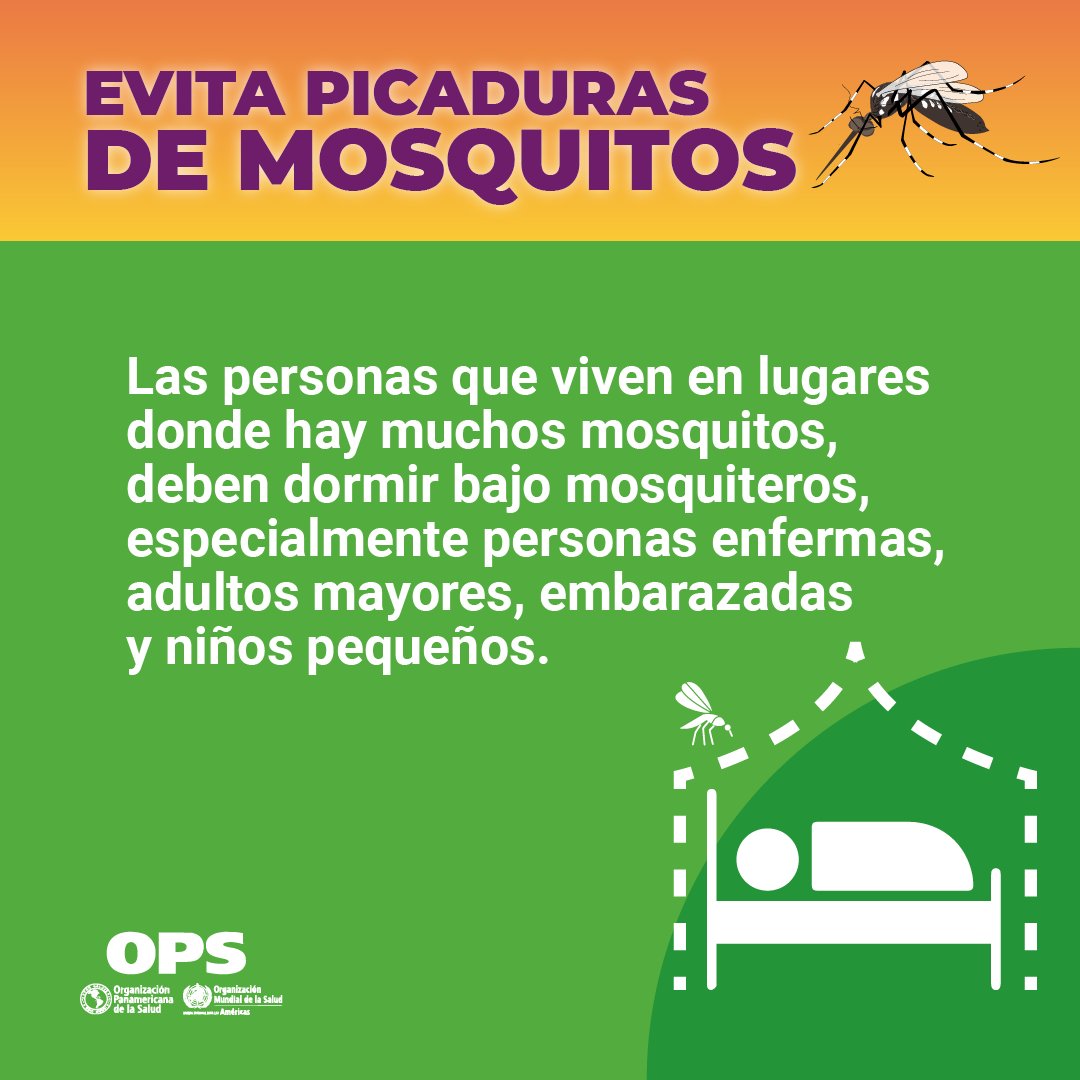 EVITA PICADURAS
DE MOSQUITOS
Las personas que viven en lugares
donde hay muchos mosquitos,
deben dormir bajo mosquiteros,
especialmente personas enfermas,
adultos mayores, embarazadas
y niños pequeños.
OPS
Organización
Panamericana
de la Salud
Organización
Mundial de la Salud
Américas